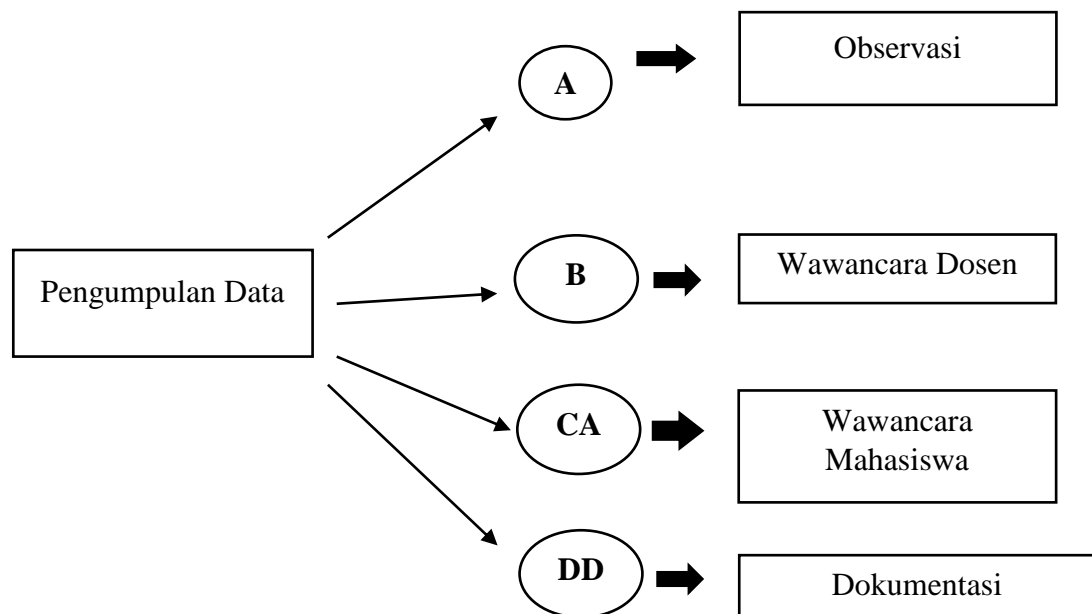 A
Observasi
Pengumpulan Data
B
Wawancara Dosen
CA
Wawancara
Mahasiswa
DD
Dokumentasi